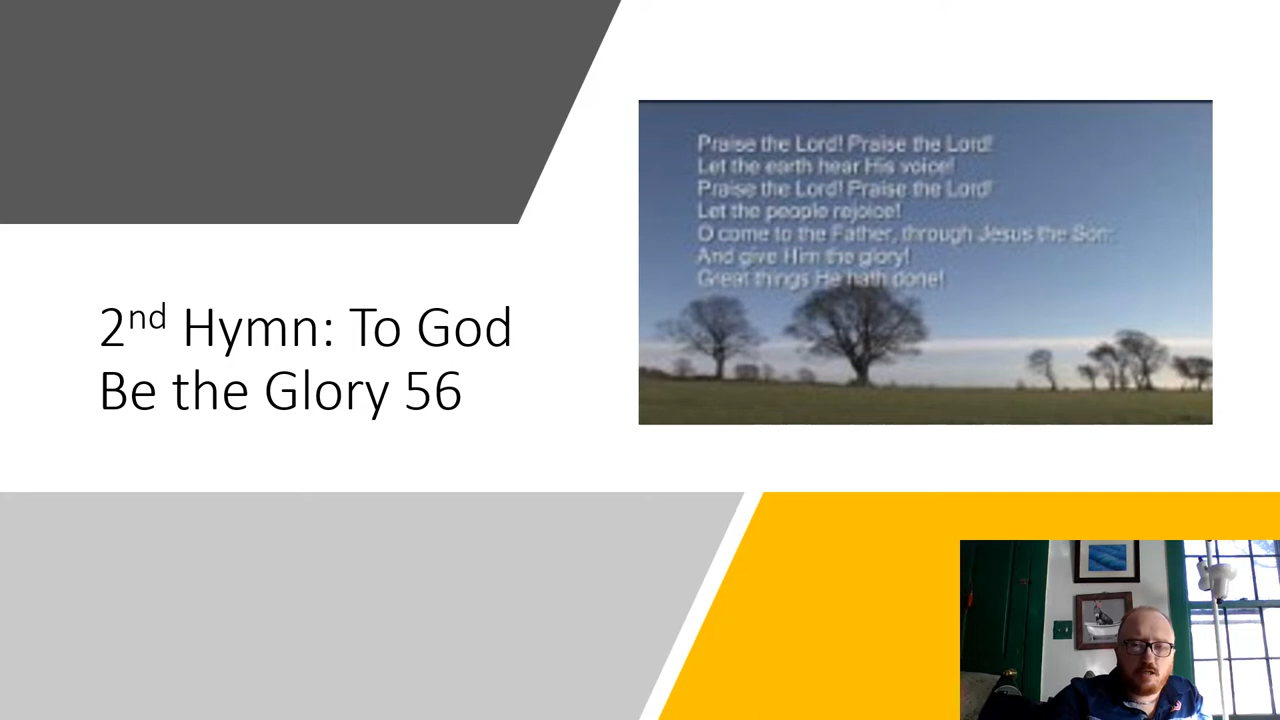 2nd Hymn: To God
Be the Glory 56
Praise the Lord! Praise the Lord!
Let the earth hear His voice!
Praise the Lord! Praise the Lord!
Let the people rejoice!
O come to the Father, through Jesus the Son:
And give Him the glory!
Great things He hath done!